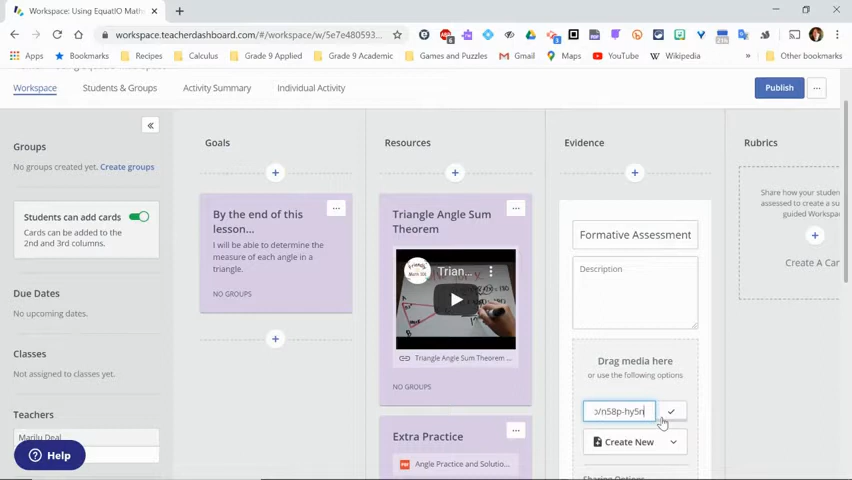 Workspace: Using EquatIO Math
workspace.teacherdashboard.com/#/workspace/w/5e7e480593...
Apps Bookmarks Recipes Calculus Grade 9 Applied Grade 9 Academic Games and Puzzles Gmail Maps YouTube Wikipedia » Other bookmarks
Workspace Students & Groups Activity Summary Individual Activity Publish ...
Groups
No groups created yet. Create groups
Students can add cards
Cards can be added to the
2nd and 3rd columns.
Due Dates
No upcoming dates.
Classes
Not assigned to classes yet.
Teachers
Marilu Deal
Help
Goals
By the end of this
lesson...
I will be able to determine the
measure of each angle in a
triangle.
NO GROUPS
Resources
Triangle Angle Sum
Theorem
Trian...
Triangle Angle Sum Theorem ...
NO GROUPS
Extra Practice
Angle Practice and Solutio...
Evidence
Formative Assessment
Description
Drag media here
or use the following options
o/n58p-hy5n
Create New
Sharing Options
Rubrics
Share how your student
assessed to create a su
guided Workspac
Create A Car